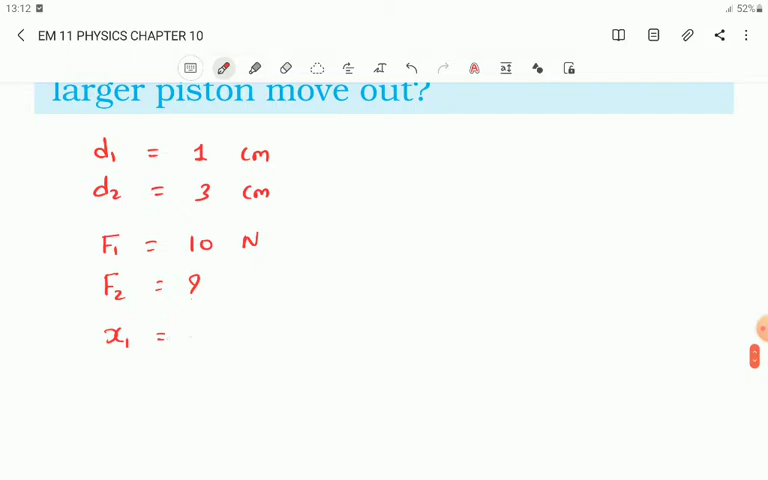 13:12
52%
EM 11 PHYSICS CHAPTER 10
larger piston move out?
d₁ = 1 cm
d₂ = 3 cm
F₁ = 10 N
F₂ = ?
x₁ =